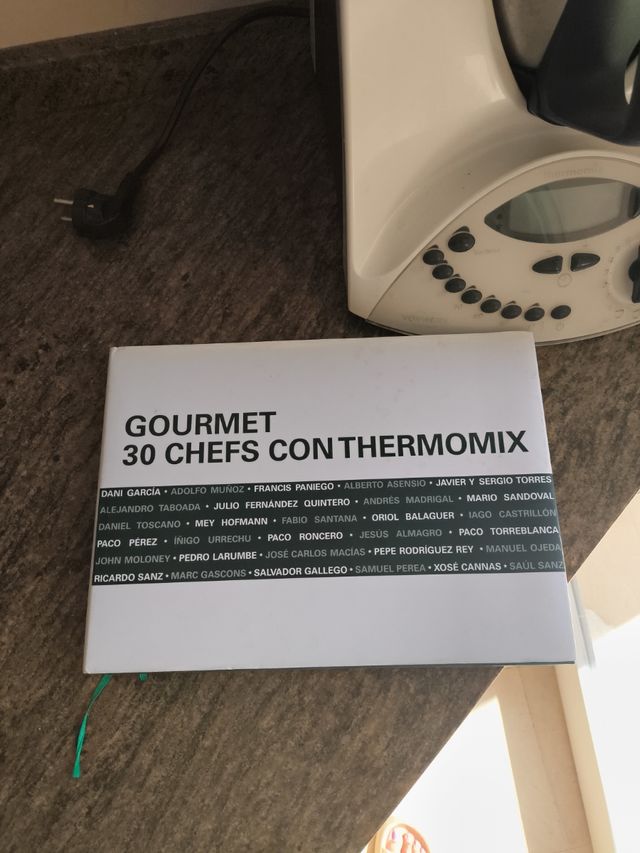 thermomix
GOURMET
30 CHEFS CON THERMOMIX
DANI GARCÍA • ADOLFO MUÑOZ • FRANCIS PANIEGO • ALBERTO ASENSIO • JAVIER Y SERGIO TORRES
ALEJANDRO TABOADA • JULIO FERNÁNDEZ QUINTERO • ANDRÉS MADRIGAL • MARIO SANDOVAL
DANIEL TOSCANO • MEY HOFMANN • FABIO SANTANA • ORIOL BALAGUER • IAGO CASTRILLÓN
PACO PÉREZ • ÍÑIGO URRECHU • PACO RONCERO • JESÚS ALMAGRO • PACO TORREBLANCA
JOHN MOLONEY • PEDRO LARUMBE • JOSÉ CARLOS MACÍAS • PEPE RODRÍGUEZ REY • MANUEL OJEDA
RICARDO SANZ • MARC GASCONS • SALVADOR GALLEGO • SAMUEL PEREA • XOSÉ CANNAS • SAÚL SANZ